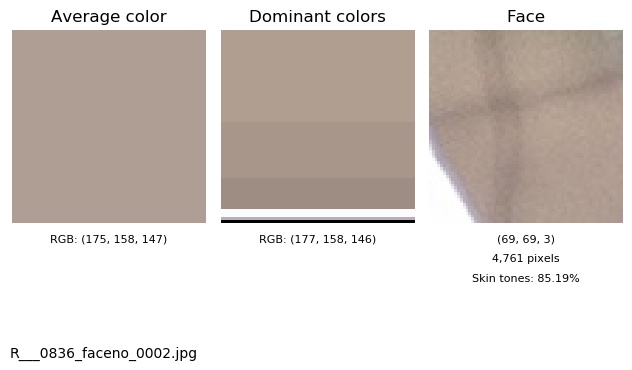 Average color
Dominant colors
Face
RGB: (175, 158, 147)
RGB: (177, 158, 146)
(69, 69, 3)
4,761 pixels
Skin tones: 85.19%
R___0836_faceno_0002.jpg